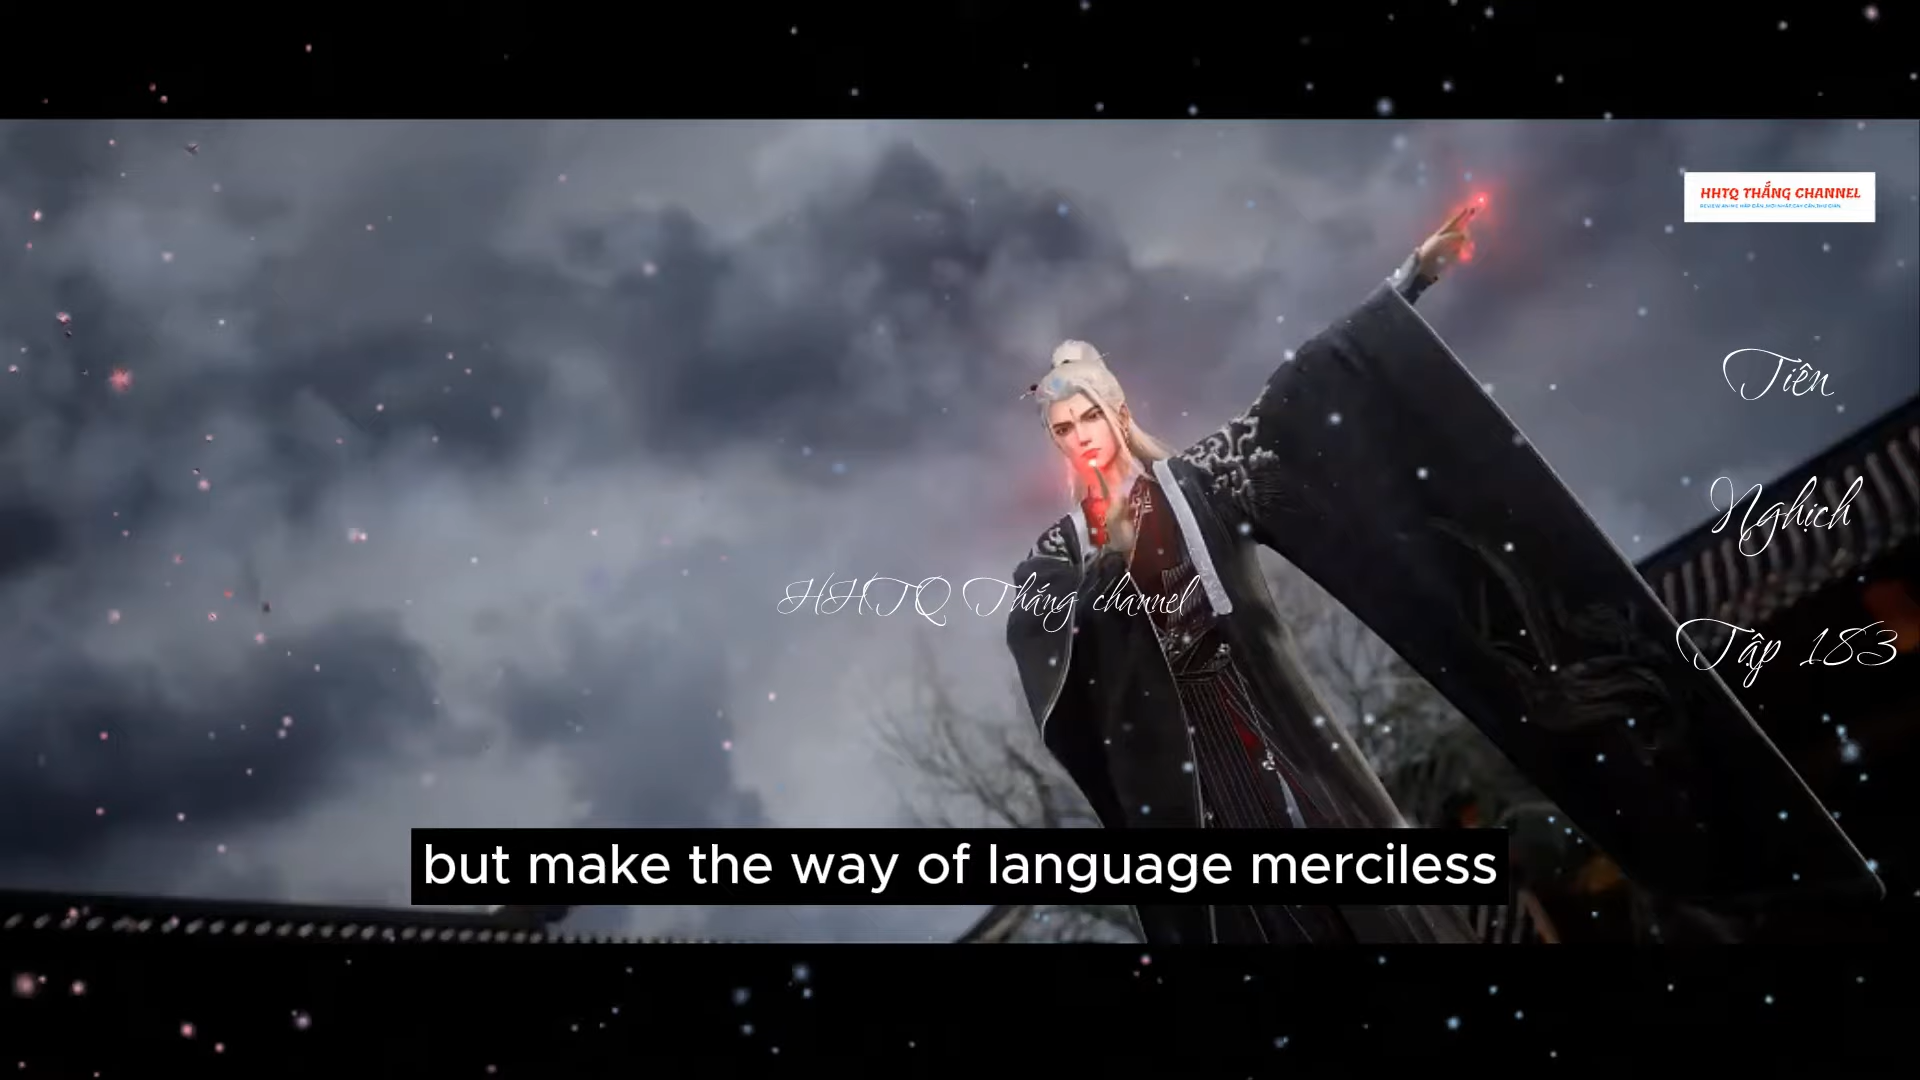 HHTQ THẮNG CHANNEL
Tiên
Nghịch
HHTQ Thắng channel
Tập 183
but make the way of language merciless